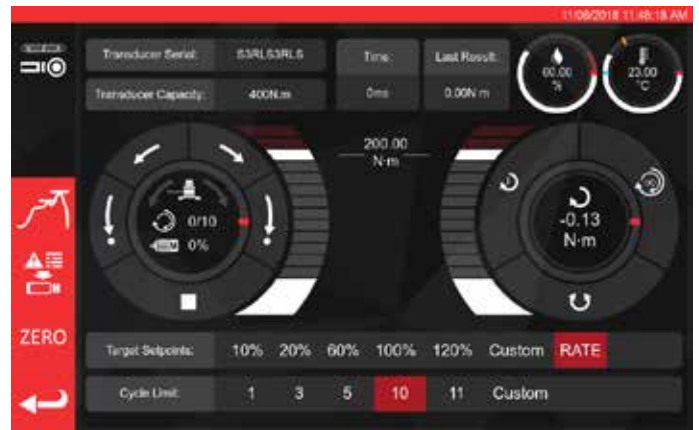 11/06/2018 11:48:18 AM
Transducer Serial: S3RLS3RLS
Time: Last Result:
60.00 %
23.00 °C
Transducer Capacity: 400N.m
0ms 0.00N m
200.00
N·m
0/10
0%
-0.13
N·m
ZERO
Target Setpoints: 10% 20% 60% 100% 120% Custom RATE
Cycle Limit: 1 3 5 10 11 Custom